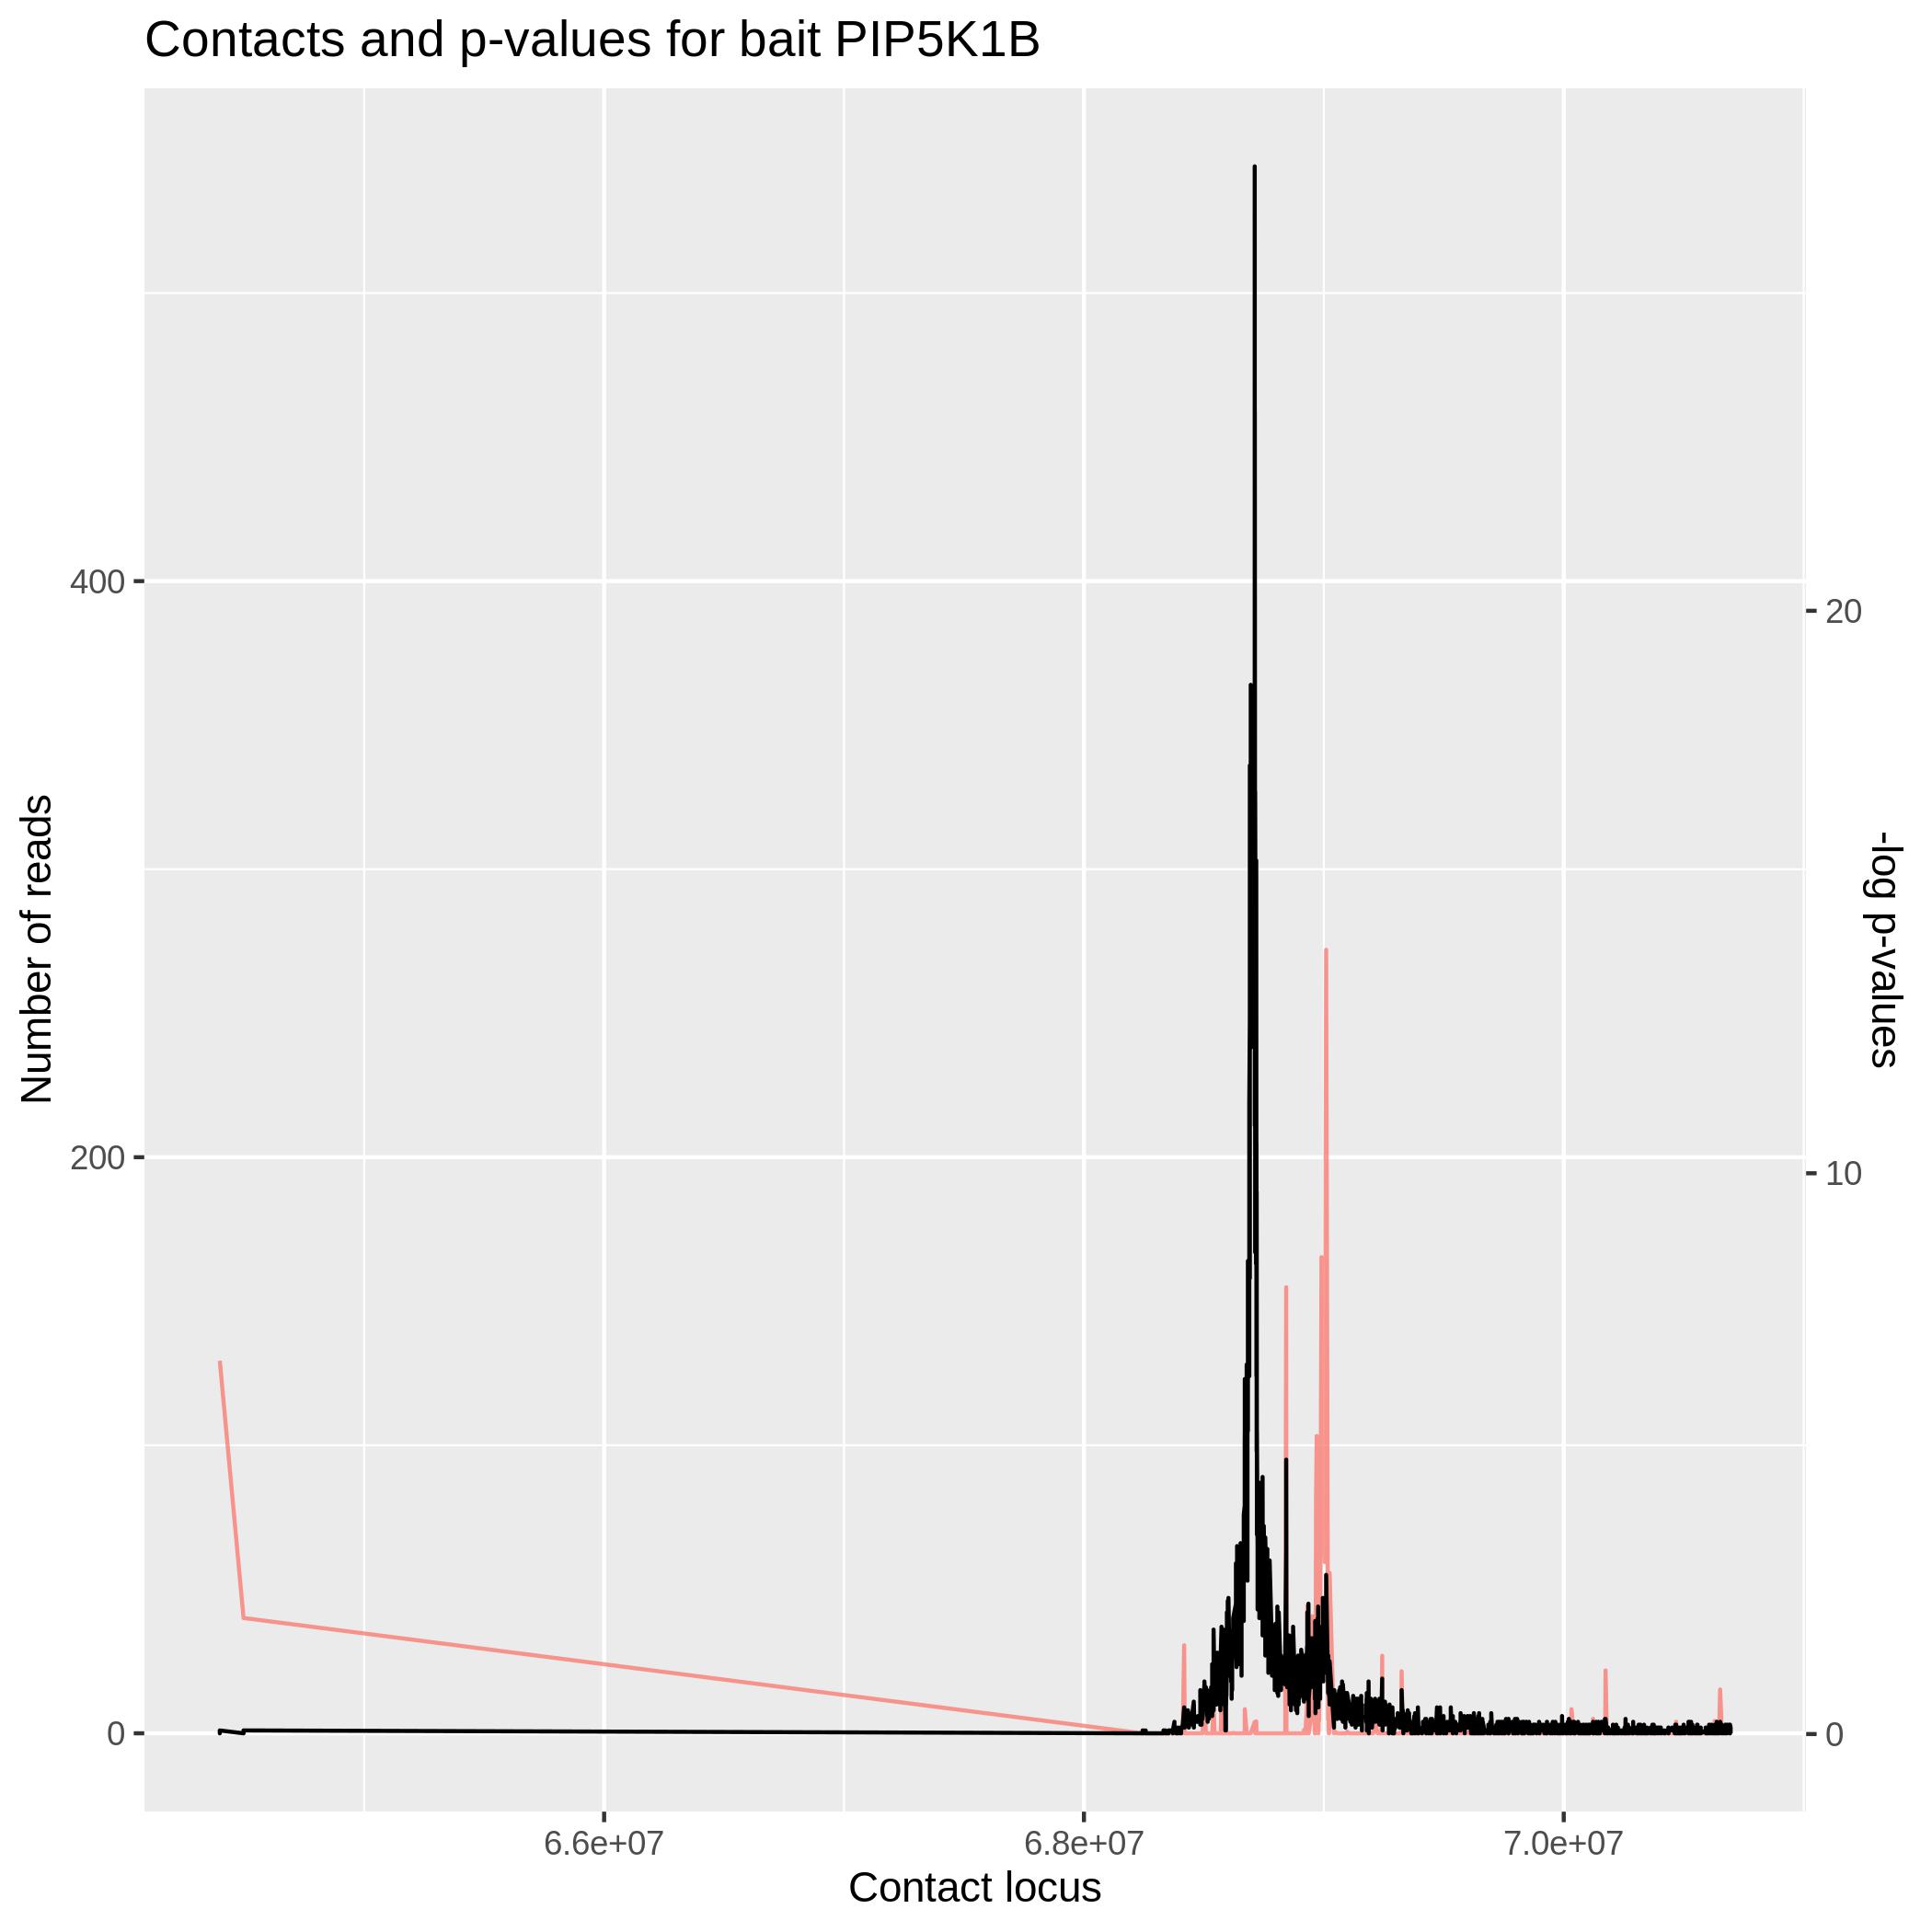 Contacts and p-values for bait PIP5K1B
Number of reads
400
200
0
20
10
0
-log p-values
6.6e+07
6.8e+07
7.0e+07
Contact locus